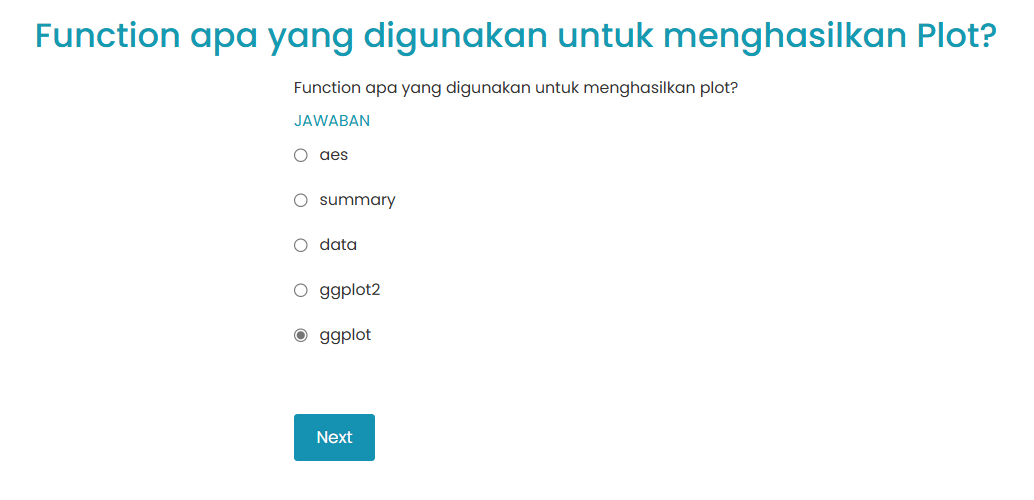 Function apa yang digunakan untuk menghasilkan Plot?
Function apa yang digunakan untuk menghasilkan plot?
JAWABAN
aes
summary
data
ggplot2
ggplot
Next